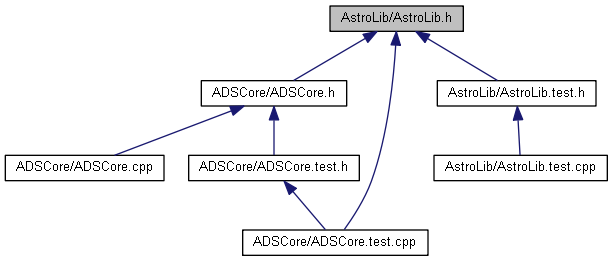 AstroLib/AstroLib.h
ADSCore/ADSCore.h
AstroLib/AstroLib.test.h
ADSCore/ADSCore.cpp
ADSCore/ADSCore.test.h
AstroLib/AstroLib.test.cpp
ADSCore/ADSCore.test.cpp